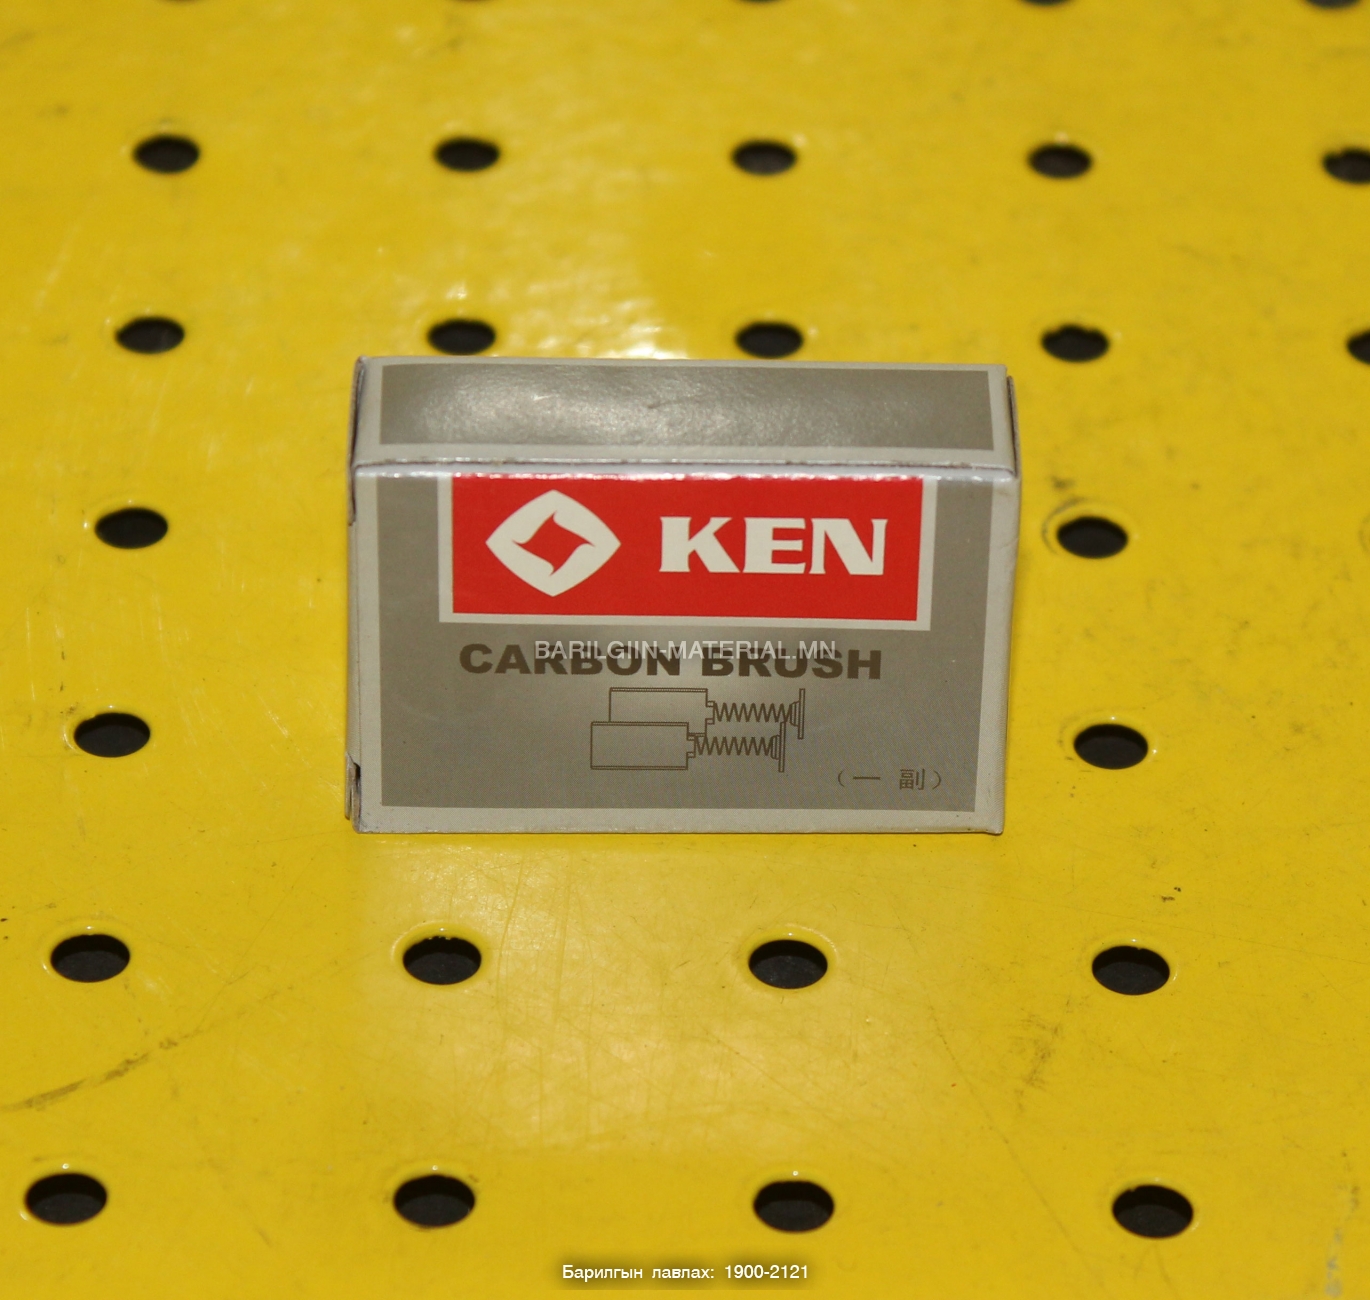 KEN
BARILGIIN-MATERIAL.MN
CARBON BRUSH
(一 副)
Барилгын лавлах: 1900-2121